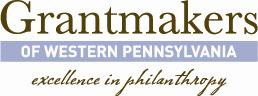 Grantmakers
OF WESTERN PENNSYLVANIA
excellence in philanthropy